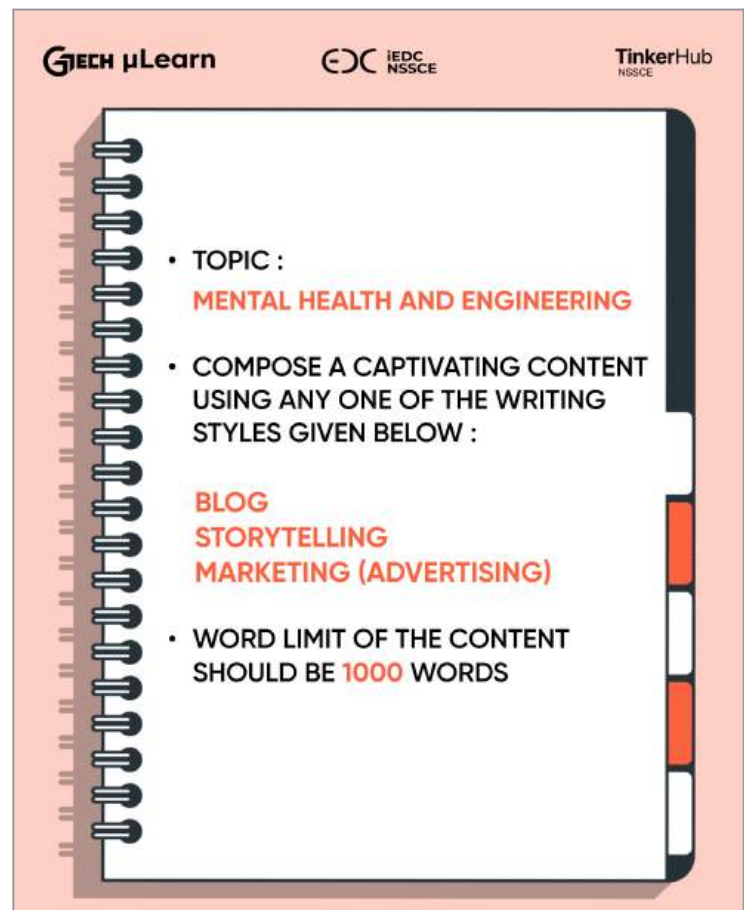 GTECH µLearn
iEDC
NSSCE
TinkerHub
NSSCE
• TOPIC :
MENTAL HEALTH AND ENGINEERING
• COMPOSE A CAPTIVATING CONTENT
USING ANY ONE OF THE WRITING
STYLES GIVEN BELOW :
BLOG
STORYTELLING
MARKETING (ADVERTISING)
• WORD LIMIT OF THE CONTENT
SHOULD BE 1000 WORDS